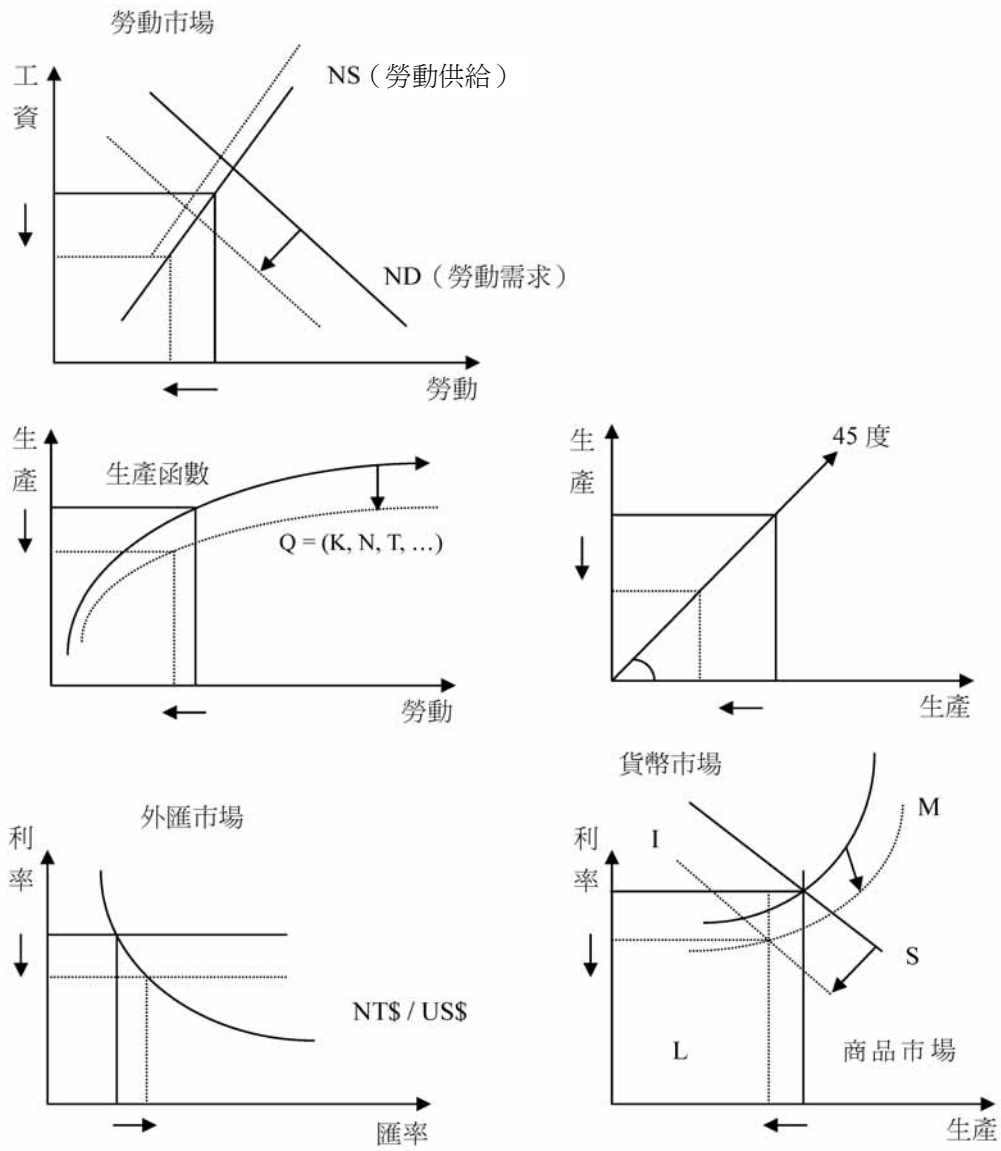 勞動市場
工資
NS（勞動供給）
ND（勞動需求）
勞動
生產
生產函數
Q = (K, N, T, …)
勞動
生產
45 度
生產
外匯市場
利率
NT$ / US$
匯率
貨幣市場
利率
I
M
S
L
商品市場
生產